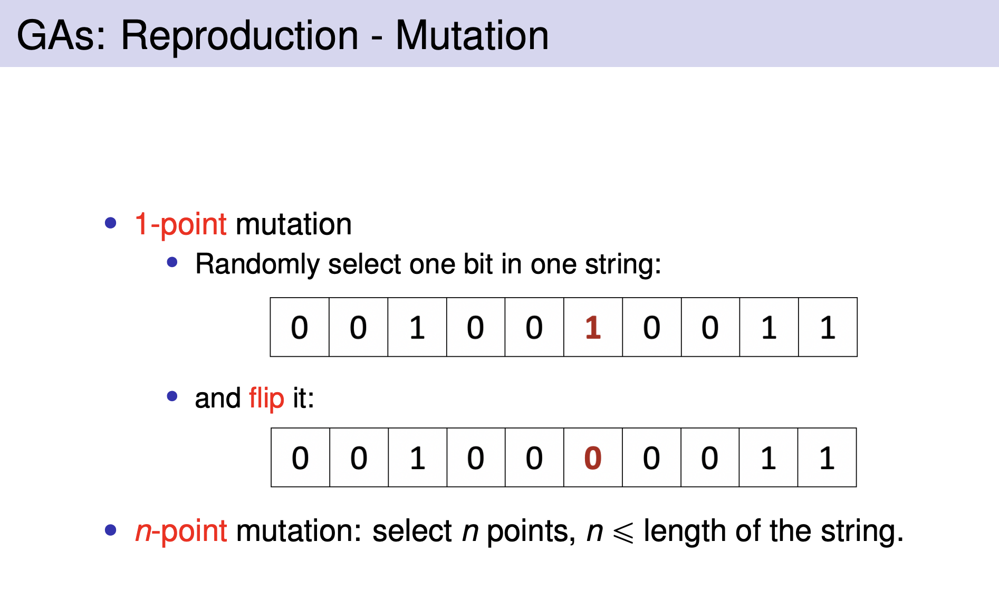 GAs: Reproduction - Mutation
• 1-point mutation
• Randomly select one bit in one string:
0 0 1 0 0 1 0 0 1 1
• and flip it:
0 0 1 0 0 0 0 0 1 1
• n-point mutation: select n points, n ⩽ length of the string.